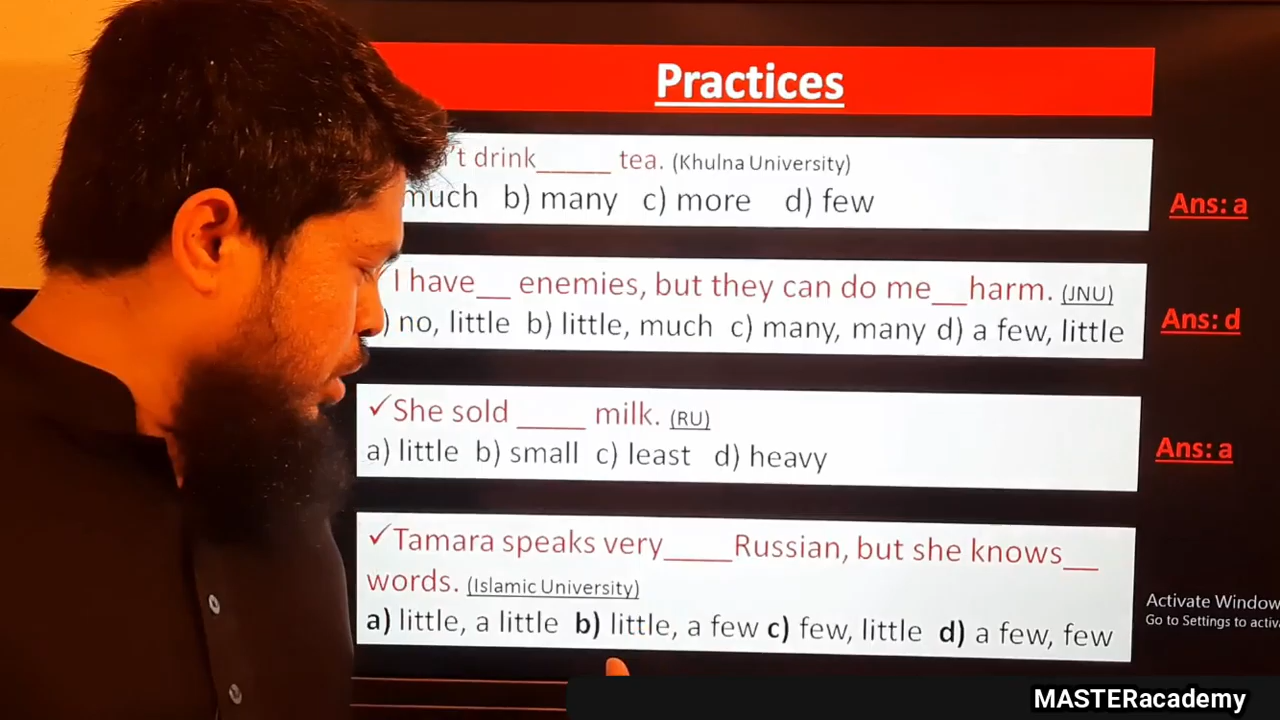 Practices
't drink_____ tea. (Khulna University)
much b) many c) more d) few
Ans: a
I have__ enemies, but they can do me__harm. (JNU)
) no, little b) little, much c) many, many d) a few, little
Ans: d
✓She sold _____ milk. (RU)
a) little b) small c) least d) heavy
Ans: a
✓Tamara speaks very____Russian, but she knows__
words. (Islamic University)
a) little, a little b) little, a few c) few, little d) a few, few
Activate Window
Go to Settings to activa
MASTERacademy